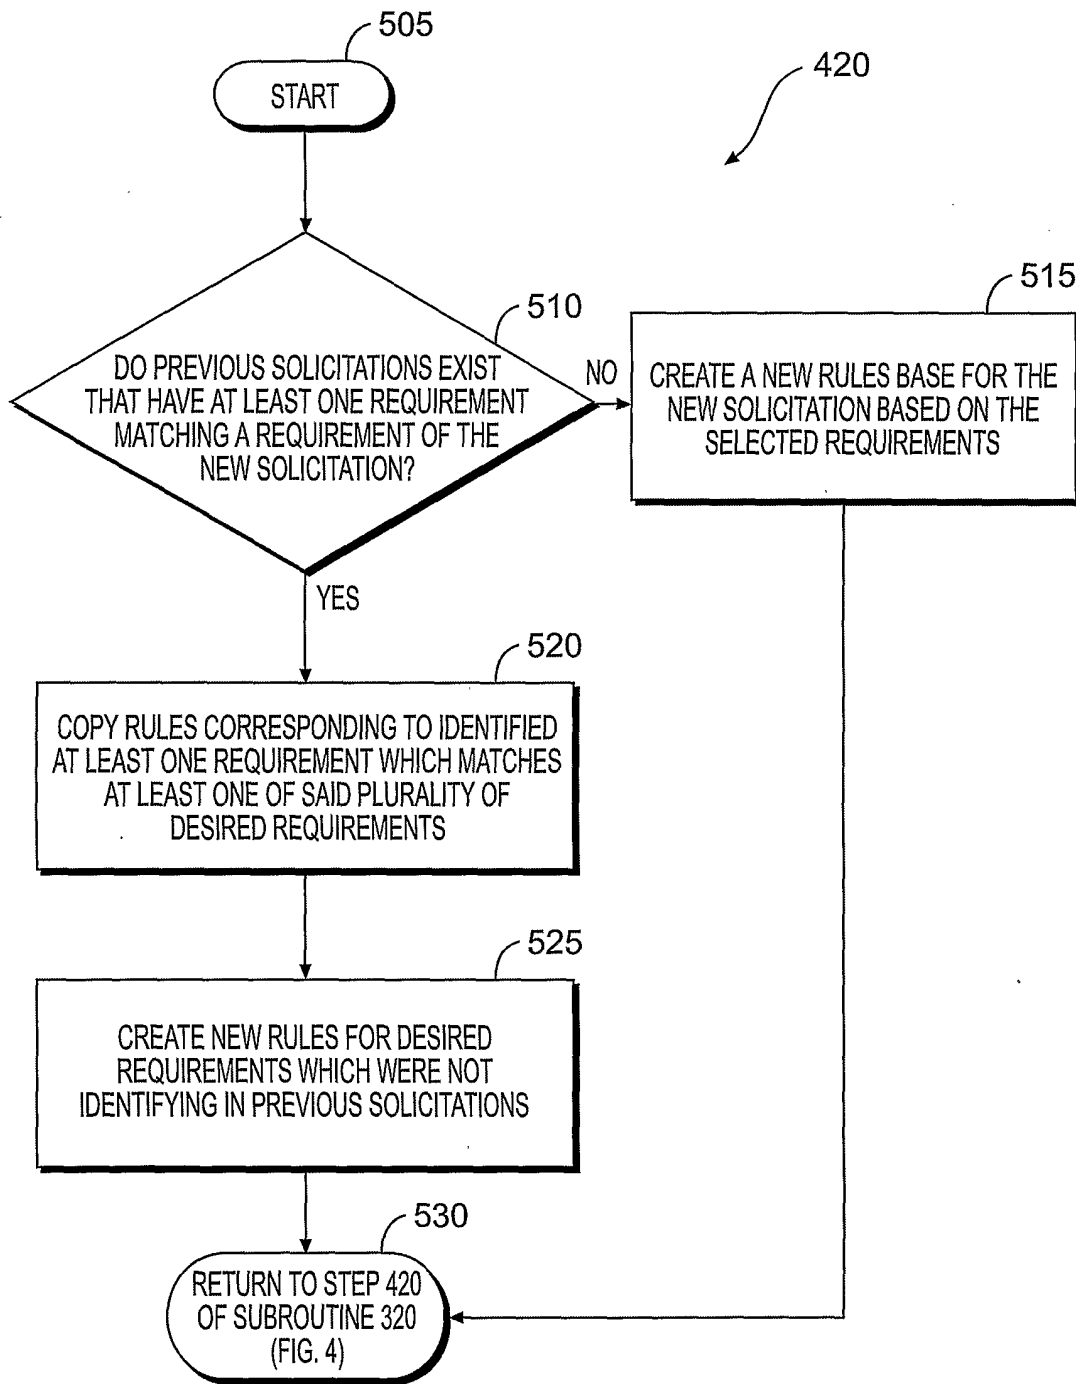 505
START
420
510
DO PREVIOUS SOLICITATIONS EXIST
THAT HAVE AT LEAST ONE REQUIREMENT
MATCHING A REQUIREMENT OF THE
NEW SOLICITATION?
NO
515
CREATE A NEW RULES BASE FOR THE
NEW SOLICITATION BASED ON THE
SELECTED REQUIREMENTS
YES
520
COPY RULES CORRESPONDING TO IDENTIFIED
AT LEAST ONE REQUIREMENT WHICH MATCHES
AT LEAST ONE OF SAID PLURALITY OF
DESIRED REQUIREMENTS
525
CREATE NEW RULES FOR DESIRED
REQUIREMENTS WHICH WERE NOT
IDENTIFYING IN PREVIOUS SOLICITATIONS
530
RETURN TO STEP 420
OF SUBROUTINE 320
(FIG. 4)